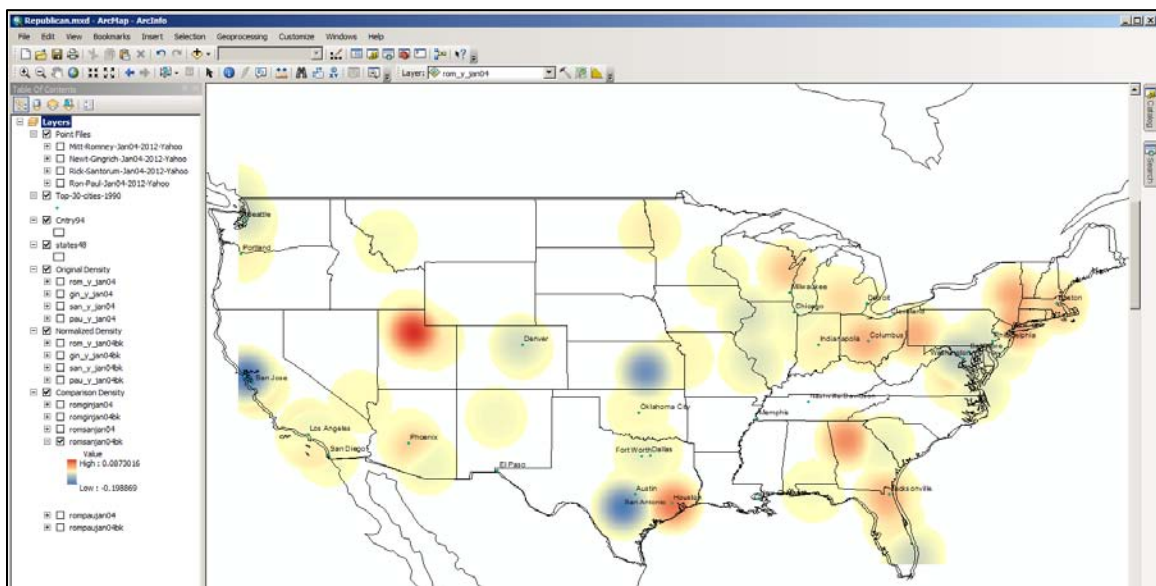 Republican.mxd - ArcMap - ArcInfo
File Edit View Bookmarks Insert Selection Geoprocessing Customize Windows Help
Layer: rom_y_jan04
Table Of Contents
Layers
Point Files
Mitt-Romney-Jan04-2012-Yahoo
Newt-Gingrich-Jan04-2012-Yahoo
Rick-Santorum-Jan04-2012-Yahoo
Ron-Paul-Jan04-2012-Yahoo
Top-30-cities-1990
Cntry94
states48
Original Density
rom_y_jan04
gin_y_jan04
san_y_jan04
pau_y_jan04
Normalized Density
rom_y_jan04bk
gin_y_jan04bk
san_y_jan04bk
pau_y_jan04bk
Comparison Density
romginjan04
romginjan04bk
romsanjan04
romsanjan04bk
Value
High : 0.0873016
Low : -0.198869
rompaujan04
rompaujan04bk
Seattle
Portland
San Jose
Los Angeles
San Diego
Phoenix
Denver
El Paso
Oklahoma City
Fort Worth Dallas
Austin
San Antonio Houston
Milwaukee
Chicago
Detroit
Cleveland
Indianapolis
Columbus
Boston
Philadelphia
Baltimore
Washington
Nashville-Davidson
Memphis
Jacksonville
Catalog
Search